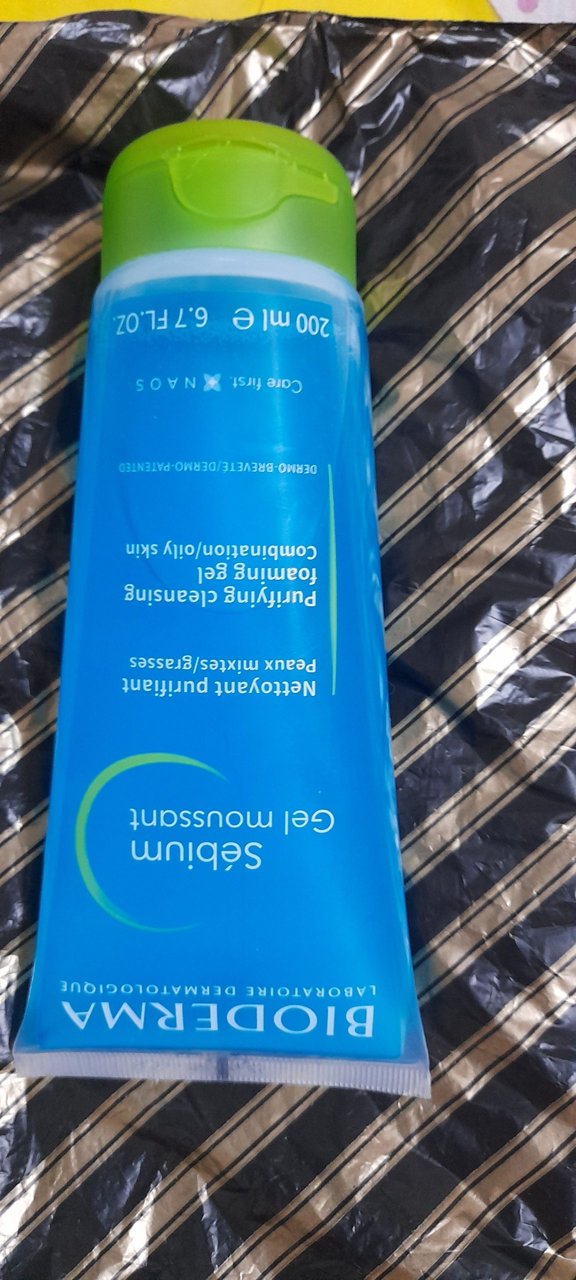 BIODERMA
LABORATOIRE DERMATOLOGIQUE
Sébium
Gel moussant
Nettoyant purifiant
Peaux mixtes/grasses
Purifying cleansing
foaming gel
Combination/oily skin
DERMO-BREVETÉ/DERMO-PATENTED
Care first. NAOS
200 ml ℮ 6.7 FL.OZ.